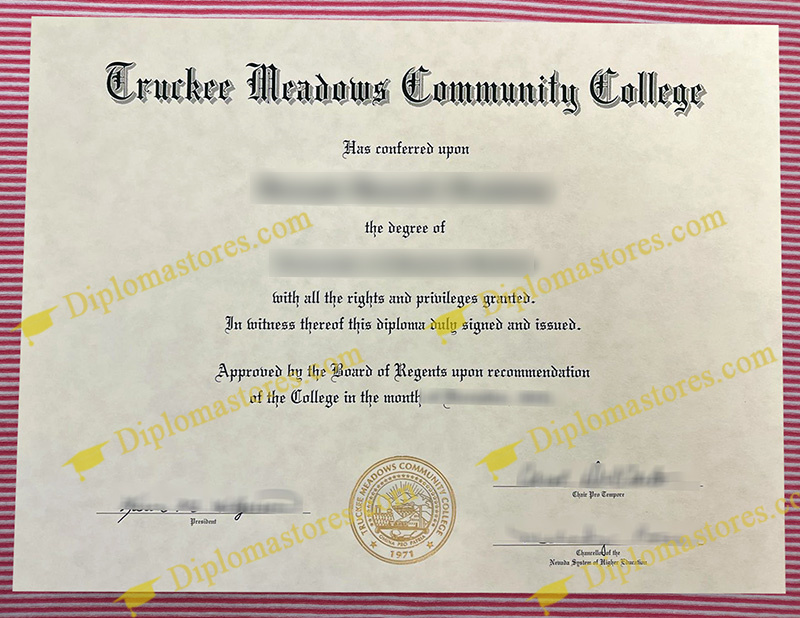 Truckee Meadows Community College
Has conferred upon
the degree of
with all the rights and privileges granted.
In witness thereof this diploma duly signed and issued.
Approved by the Board of Regents upon recommendation
of the College in the month
President
TRUCKEE MEADOWS COMMUNITY COLLEGE
OMNIA PRO PATRIA
1971
Chair Pro Tempore
Chancellor of the
Nevada System of Higher Education
Diplomastores.com
Diplomastores.com
Diplomastores.com
Diplomastores.com
Diplomastores.com
Diplomastores.com